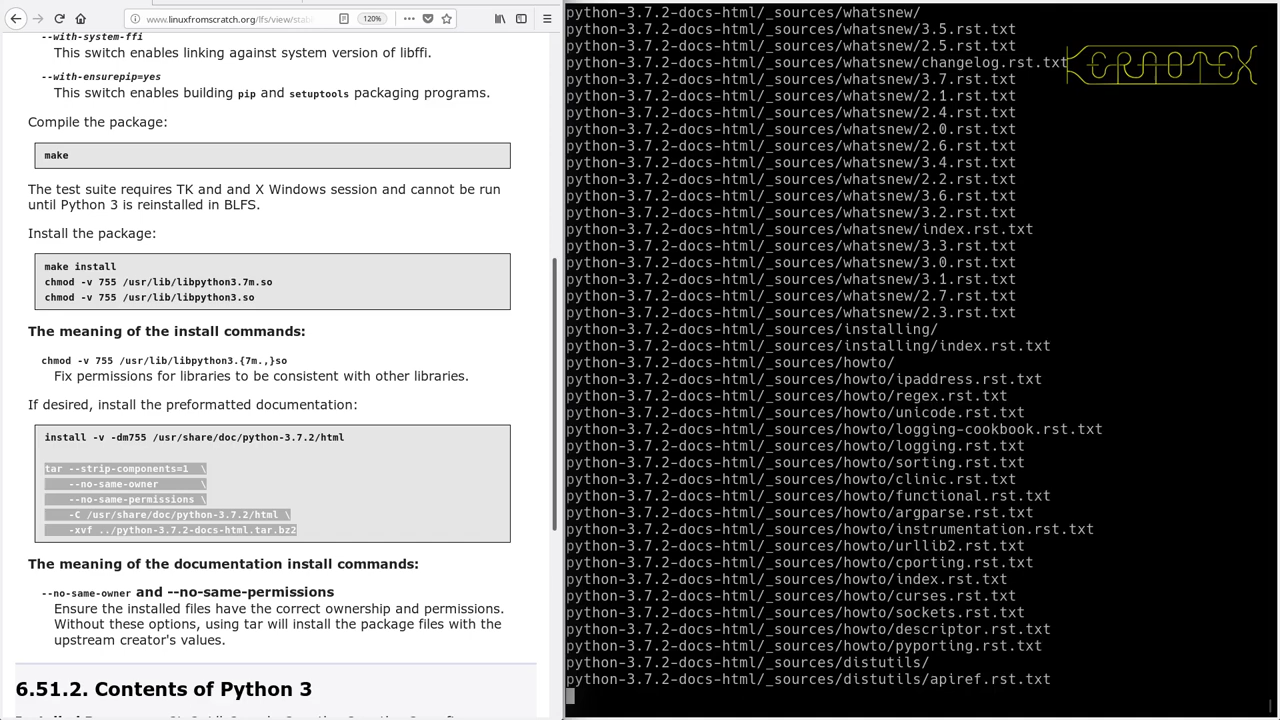 www.linuxfromscratch.org/lfs/view/stab
120%
--with-system-ffi
This switch enables linking against system version of libffi.
--with-ensurepip=yes
This switch enables building pip and setuptools packaging programs.
Compile the package:
make
The test suite requires TK and and X Windows session and cannot be run
until Python 3 is reinstalled in BLFS.
Install the package:
make install
chmod -v 755 /usr/lib/libpython3.7m.so
chmod -v 755 /usr/lib/libpython3.so
The meaning of the install commands:
chmod -v 755 /usr/lib/libpython3.{7m.,}so
Fix permissions for libraries to be consistent with other libraries.
If desired, install the preformatted documentation:
install -v -dm755 /usr/share/doc/python-3.7.2/html
tar --strip-components=1 \
--no-same-owner \
--no-same-permissions \
-C /usr/share/doc/python-3.7.2/html \
-xvf ../python-3.7.2-docs-html.tar.bz2
The meaning of the documentation install commands:
--no-same-owner and --no-same-permissions
Ensure the installed files have the correct ownership and permissions.
Without these options, using tar will install the package files with the
upstream creator's values.
6.51.2. Contents of Python 3
python-3.7.2-docs-html/_sources/whatsnew/
python-3.7.2-docs-html/_sources/whatsnew/3.5.rst.txt
python-3.7.2-docs-html/_sources/whatsnew/2.5.rst.txt
python-3.7.2-docs-html/_sources/whatsnew/changelog.rst.txt
python-3.7.2-docs-html/_sources/whatsnew/3.7.rst.txt
python-3.7.2-docs-html/_sources/whatsnew/2.1.rst.txt
python-3.7.2-docs-html/_sources/whatsnew/2.4.rst.txt
python-3.7.2-docs-html/_sources/whatsnew/2.0.rst.txt
python-3.7.2-docs-html/_sources/whatsnew/2.6.rst.txt
python-3.7.2-docs-html/_sources/whatsnew/3.4.rst.txt
python-3.7.2-docs-html/_sources/whatsnew/2.2.rst.txt
python-3.7.2-docs-html/_sources/whatsnew/3.6.rst.txt
python-3.7.2-docs-html/_sources/whatsnew/3.2.rst.txt
python-3.7.2-docs-html/_sources/whatsnew/index.rst.txt
python-3.7.2-docs-html/_sources/whatsnew/3.3.rst.txt
python-3.7.2-docs-html/_sources/whatsnew/3.0.rst.txt
python-3.7.2-docs-html/_sources/whatsnew/3.1.rst.txt
python-3.7.2-docs-html/_sources/whatsnew/2.7.rst.txt
python-3.7.2-docs-html/_sources/whatsnew/2.3.rst.txt
python-3.7.2-docs-html/_sources/installing/
python-3.7.2-docs-html/_sources/installing/index.rst.txt
python-3.7.2-docs-html/_sources/howto/
python-3.7.2-docs-html/_sources/howto/ipaddress.rst.txt
python-3.7.2-docs-html/_sources/howto/regex.rst.txt
python-3.7.2-docs-html/_sources/howto/unicode.rst.txt
python-3.7.2-docs-html/_sources/howto/logging-cookbook.rst.txt
python-3.7.2-docs-html/_sources/howto/logging.rst.txt
python-3.7.2-docs-html/_sources/howto/sorting.rst.txt
python-3.7.2-docs-html/_sources/howto/clinic.rst.txt
python-3.7.2-docs-html/_sources/howto/functional.rst.txt
python-3.7.2-docs-html/_sources/howto/argparse.rst.txt
python-3.7.2-docs-html/_sources/howto/instrumentation.rst.txt
python-3.7.2-docs-html/_sources/howto/urllib2.rst.txt
python-3.7.2-docs-html/_sources/howto/cporting.rst.txt
python-3.7.2-docs-html/_sources/howto/index.rst.txt
python-3.7.2-docs-html/_sources/howto/curses.rst.txt
python-3.7.2-docs-html/_sources/howto/sockets.rst.txt
python-3.7.2-docs-html/_sources/howto/descriptor.rst.txt
python-3.7.2-docs-html/_sources/howto/pyporting.rst.txt
python-3.7.2-docs-html/_sources/distutils/
python-3.7.2-docs-html/_sources/distutils/apiref.rst.txt